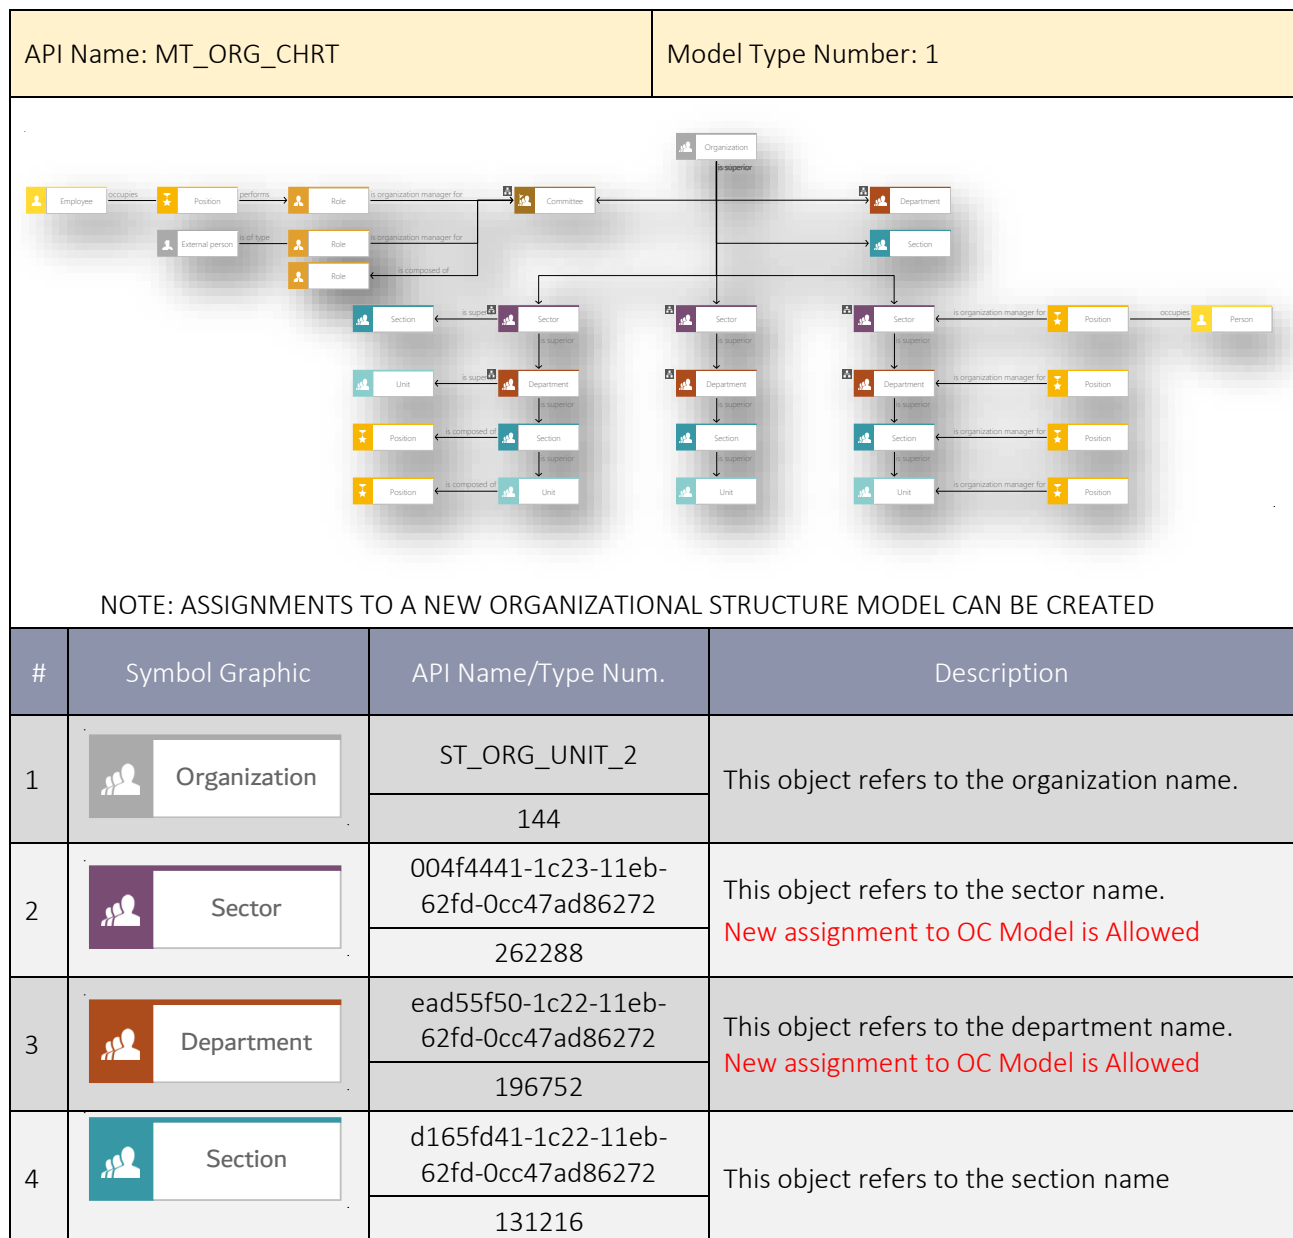 API Name: MT_ORG_CHRT
Model Type Number: 1
Organization
is superior
Employee
occupies
Position
performs
Role
is organization manager for
Committee
Department
External person
is of type
Role
is organization manager for
Section
Role
is composed of
Section
Sector
Sector
Sector
is organization manager for
Position
occupies
Person
is superior
is superior
is superior
Unit
Department
Department
Department
is organization manager for
Position
is superior
is superior
is superior
Position
is composed of
Section
Section
Section
is organization manager for
Position
is superior
is superior
is superior
Position
is composed of
Unit
Unit
Unit
is organization manager for
Position
NOTE: ASSIGNMENTS TO A NEW ORGANIZATIONAL STRUCTURE MODEL CAN BE CREATED
#
Symbol Graphic
API Name/Type Num.
Description
1
Organization
ST_ORG_UNIT_2
144
This object refers to the organization name.
2
Sector
004f4441-1c23-11eb-
62fd-0cc47ad86272
262288
This object refers to the sector name.
New assignment to OC Model is Allowed
3
Department
ead55f50-1c22-11eb-
62fd-0cc47ad86272
196752
This object refers to the department name.
New assignment to OC Model is Allowed
4
Section
d165fd41-1c22-11eb-
62fd-0cc47ad86272
131216
This object refers to the section name